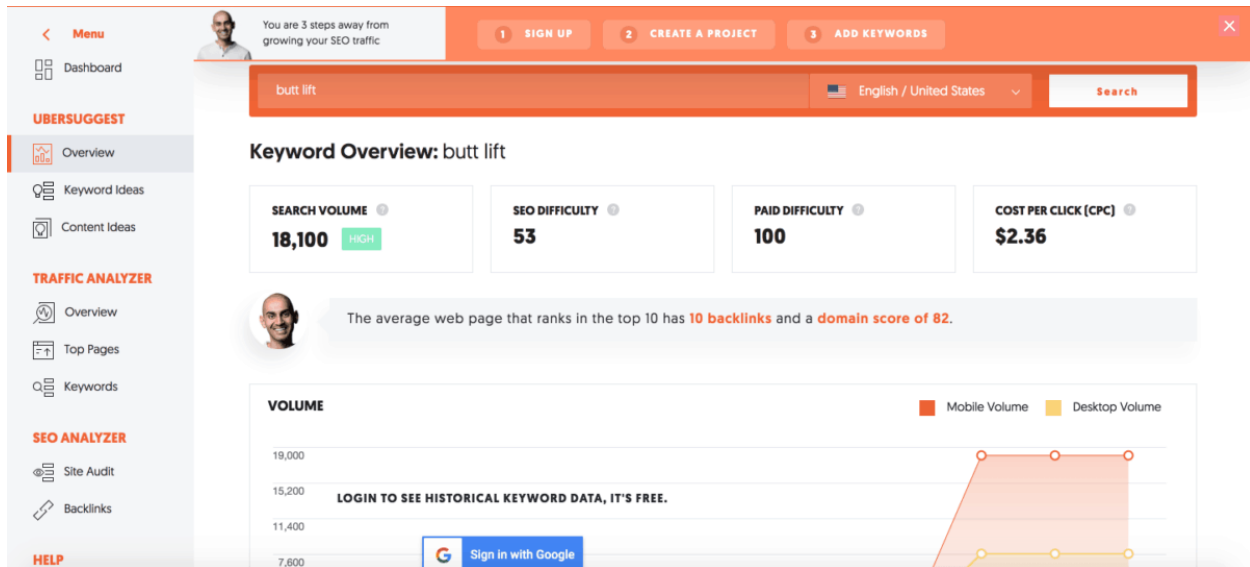 Menu
You are 3 steps away from
growing your SEO traffic
1 SIGN UP
2 CREATE A PROJECT
3 ADD KEYWORDS
Dashboard
butt lift
English / United States
Search
UBERSUGGEST
Overview
Keyword Ideas
Content Ideas
Keyword Overview: butt lift
SEARCH VOLUME ?
18,100 HIGH
SEO DIFFICULTY ?
53
PAID DIFFICULTY ?
100
COST PER CLICK (CPC) ?
$2.36
TRAFFIC ANALYZER
Overview
Top Pages
Keywords
The average web page that ranks in the top 10 has 10 backlinks and a domain score of 82.
SEO ANALYZER
Site Audit
Backlinks
HELP
VOLUME
Mobile Volume
Desktop Volume
19,000
15,200
11,400
7,600
LOGIN TO SEE HISTORICAL KEYWORD DATA, IT'S FREE.
G Sign in with Google